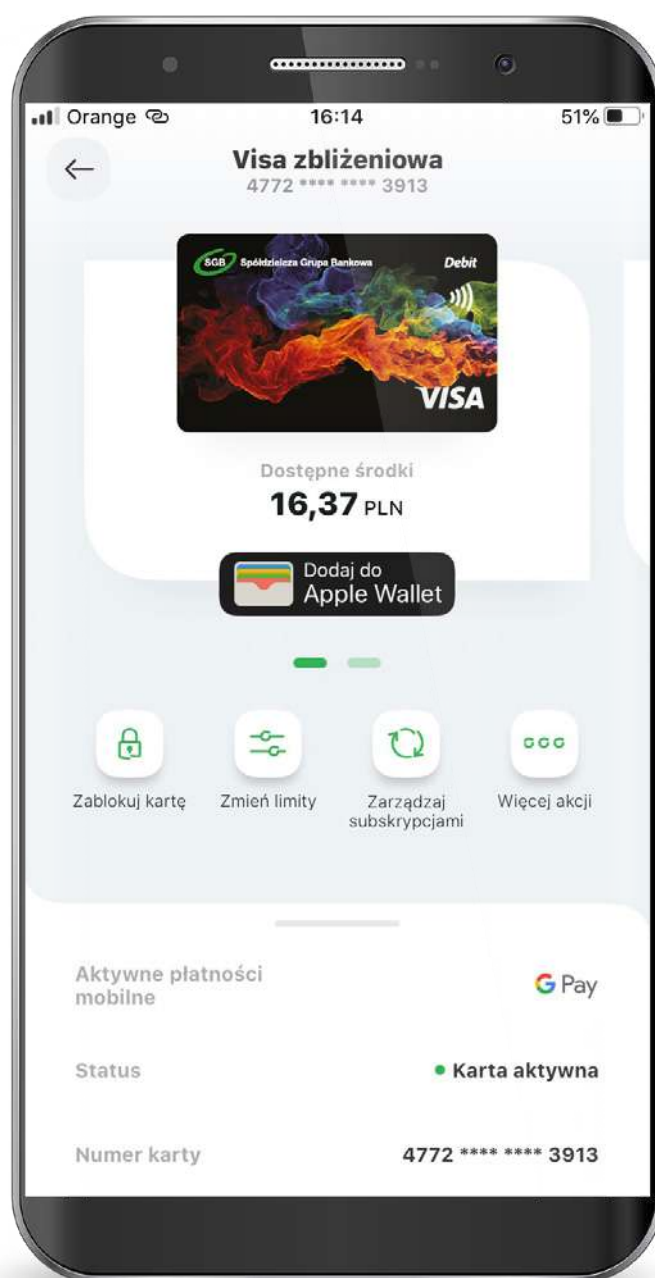 Orange 16:14 51%
Visa zbliżeniowa
4772 **** **** 3913
SGB Spółdzielcza Grupa Bankowa Debit
VISA
Dostępne środki
16,37 PLN
Dodaj do
Apple Wallet
Zablokuj kartę Zmień limity Zarządzaj Więcej akcji
subskrypcjami
Aktywne płatności
mobilne
G Pay
Status Karta aktywna
Numer karty 4772 **** **** 3913